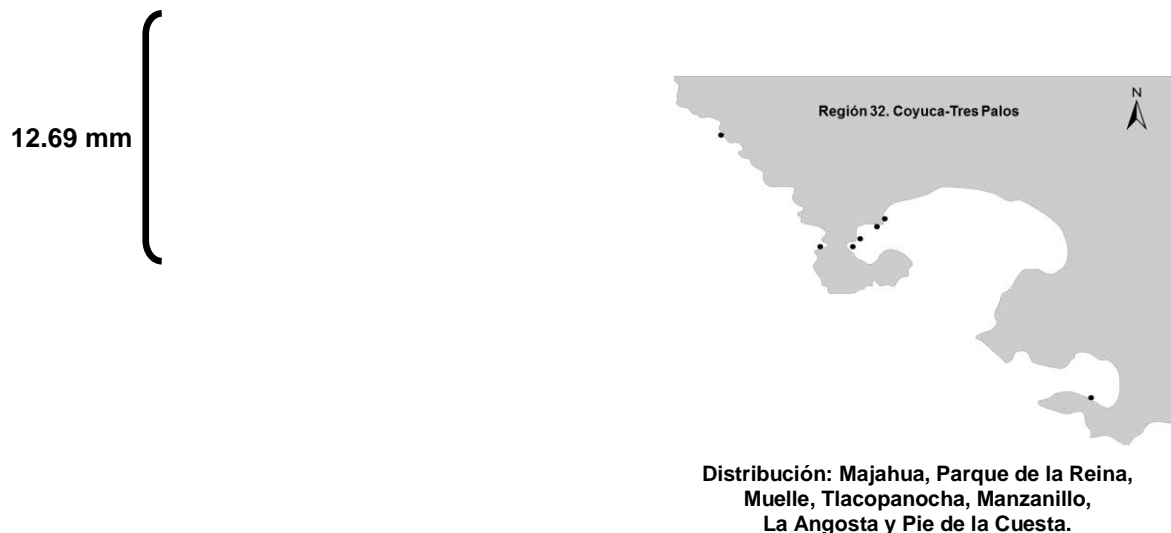 12.69 mm
Región 32. Coyuca-Tres Palos
N
Distribución: Majahua, Parque de la Reina,
Muelle, Tlacopanocha, Manzanillo,
La Angosta y Pie de la Cuesta.